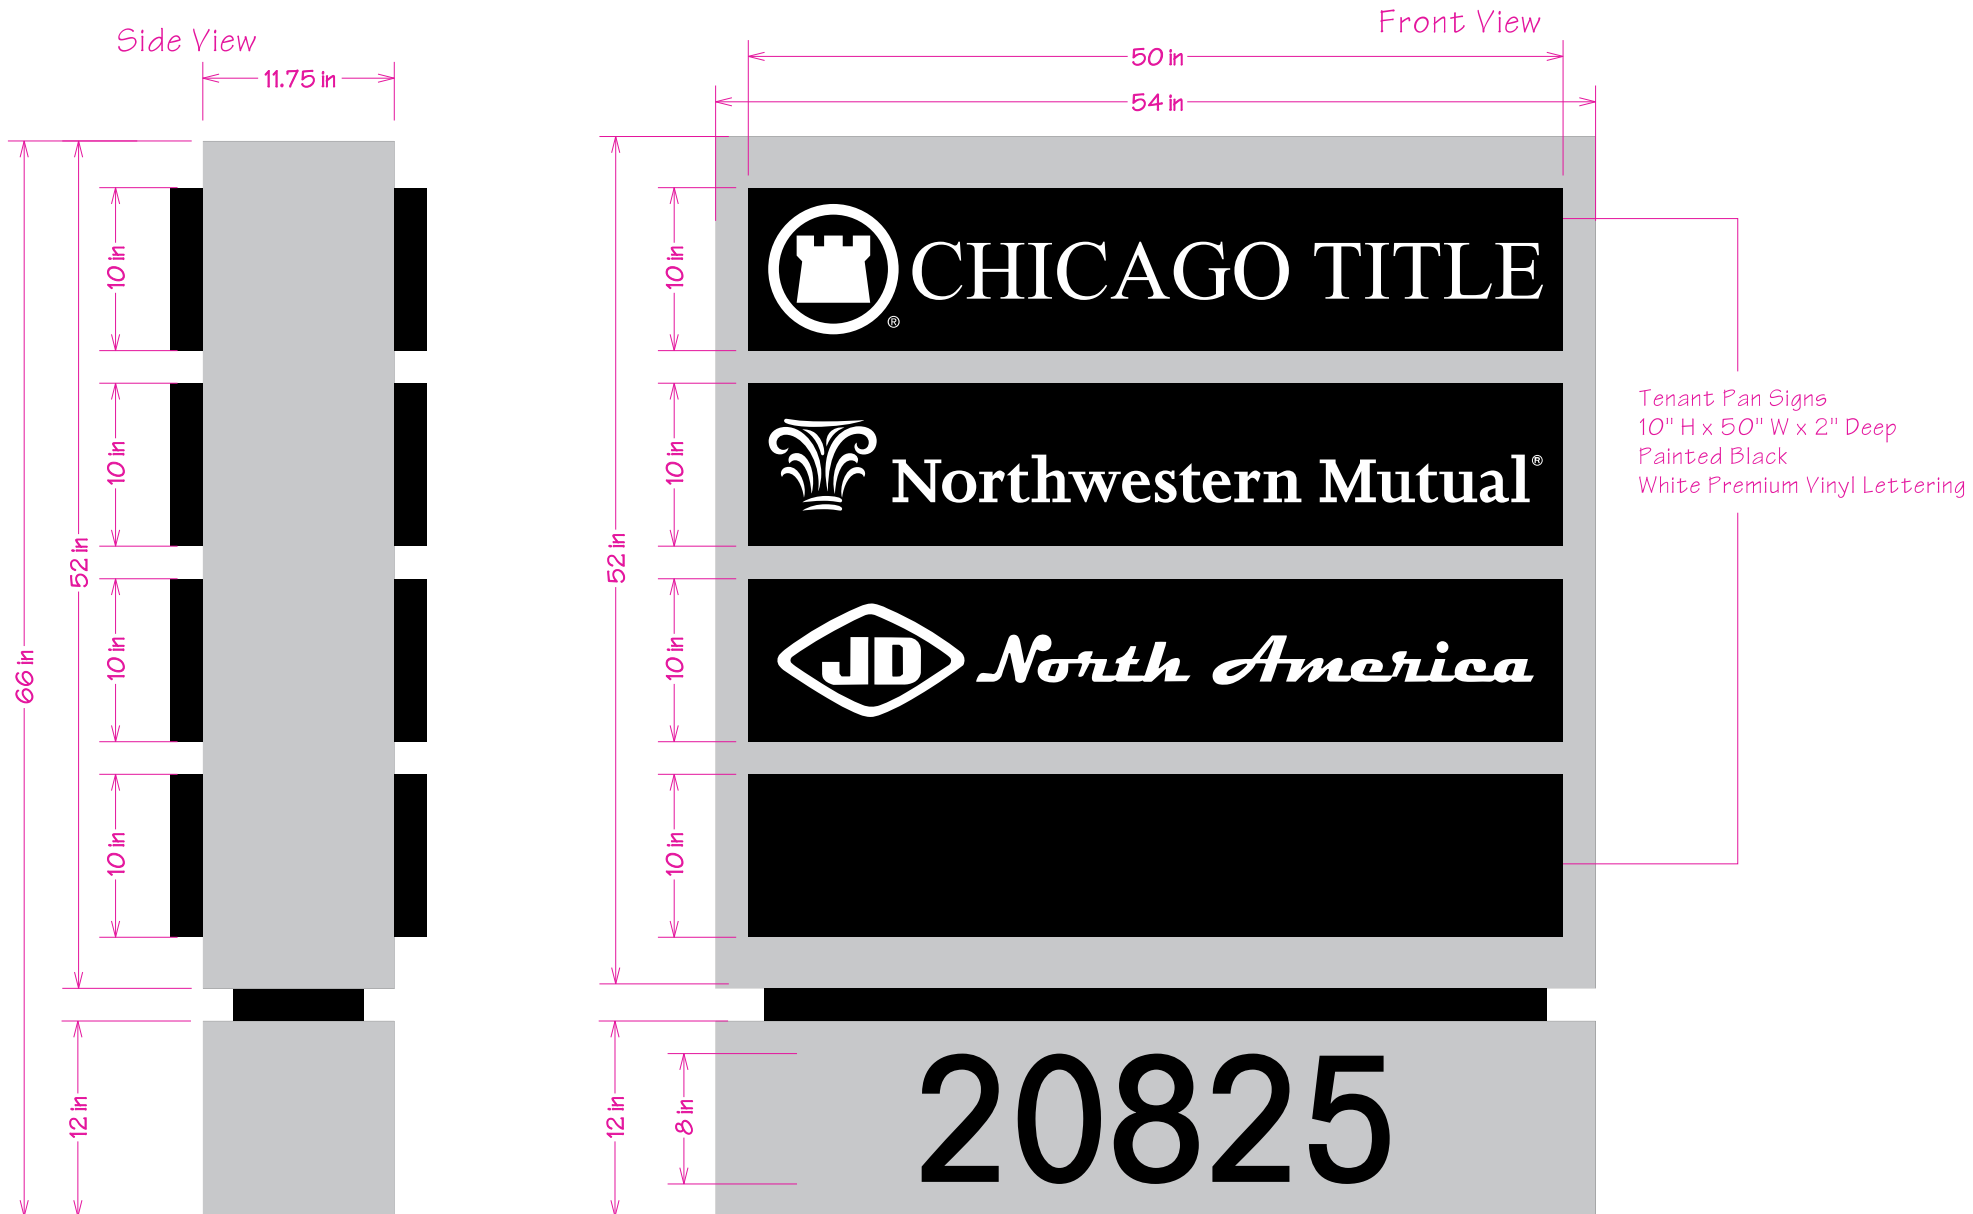 Side View
Front View
11.75 in
50 in
54 in
10 in
10 in
10 in
10 in
52 in
66 in
12 in
10 in
10 in
10 in
10 in
52 in
12 in
8 in
CHICAGO TITLE
®
Northwestern Mutual®
JD North America
20825
Tenant Pan Signs
10" H x 50" W x 2" Deep
Painted Black
White Premium Vinyl Lettering